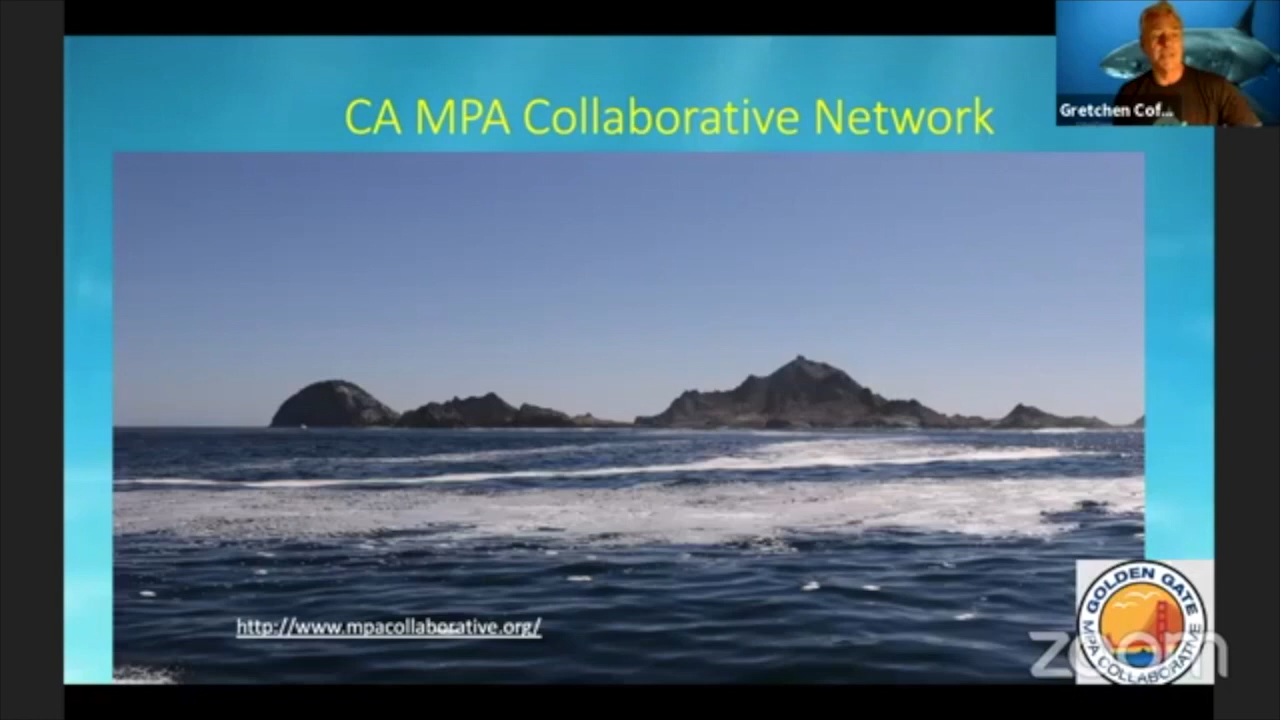 CA MPA Collaborative Network
Gretchen Cof...
http://www.mpacollaborative.org/
GOLDEN GATE
MPA COLLABORATIVE
zoom